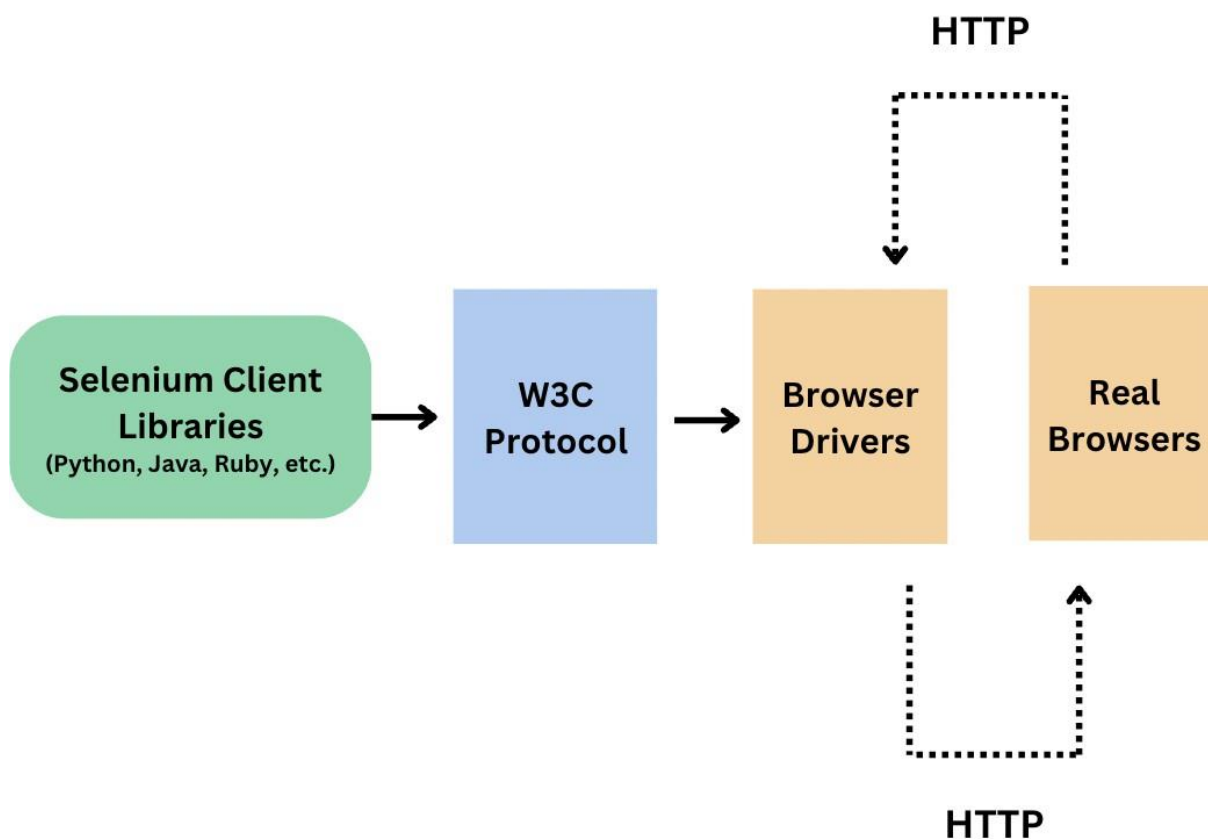 HTTP
Selenium Client
Libraries
(Python, Java, Ruby, etc.)
W3C
Protocol
Browser
Drivers
Real
Browsers
HTTP